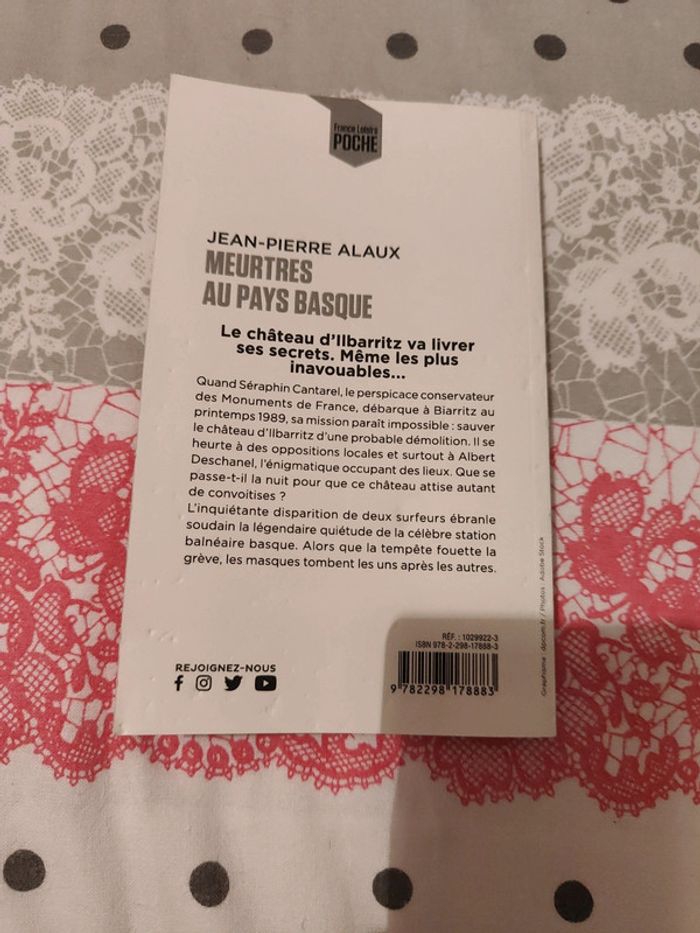 France Loisirs
POCHE
JEAN-PIERRE ALAUX
MEURTRES
AU PAYS BASQUE
Le château d'Ilbarritz va livrer
ses secrets. Même les plus
inavouables...
Quand Séraphin Cantarel, le perspicace conservateur
des Monuments de France, débarque à Biarritz au
printemps 1989, sa mission paraît impossible : sauver
le château d'Ilbarritz d'une probable démolition. Il se
heurte à des oppositions locales et surtout à Albert
Deschanel, l'énigmatique occupant des lieux. Que se
passe-t-il la nuit pour que ce château attise autant
de convoitises ?
L'inquiétante disparition de deux surfeurs ébranle
soudain la légendaire quiétude de la célèbre station
balnéaire basque. Alors que la tempête fouette la
grève, les masques tombent les uns après les autres.
REJOIGNEZ-NOUS
RÉF. : 1029922-3
ISBN 978-2-298-17888-3
9 782298 178883
Graphisme : dpcom.fr / Photos : Adobe Stock